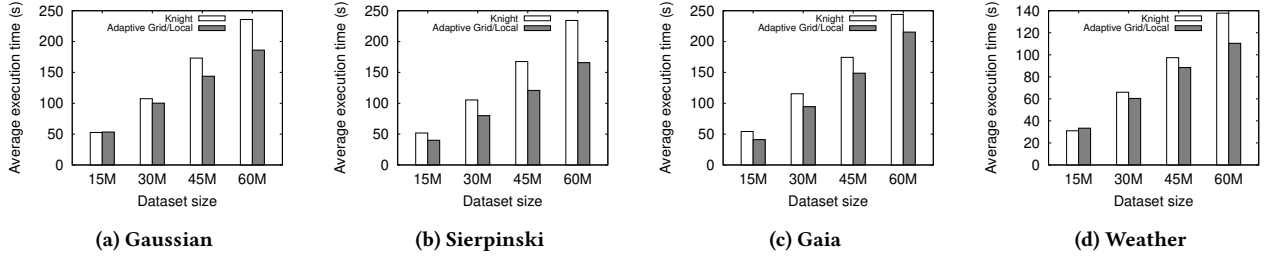 Average execution time (s)
250
200
150
100
50
0
Knight
Adaptive Grid/Local
15M 30M 45M 60M
Dataset size
(a) Gaussian
Average execution time (s)
250
200
150
100
50
0
Knight
Adaptive Grid/Local
15M 30M 45M 60M
Dataset size
(b) Sierpinski
Average execution time (s)
250
200
150
100
50
0
Knight
Adaptive Grid/Local
15M 30M 45M 60M
Dataset size
(c) Gaia
Average execution time (s)
140
120
100
80
60
40
20
0
Knight
Adaptive Grid/Local
15M 30M 45M 60M
Dataset size
(d) Weather